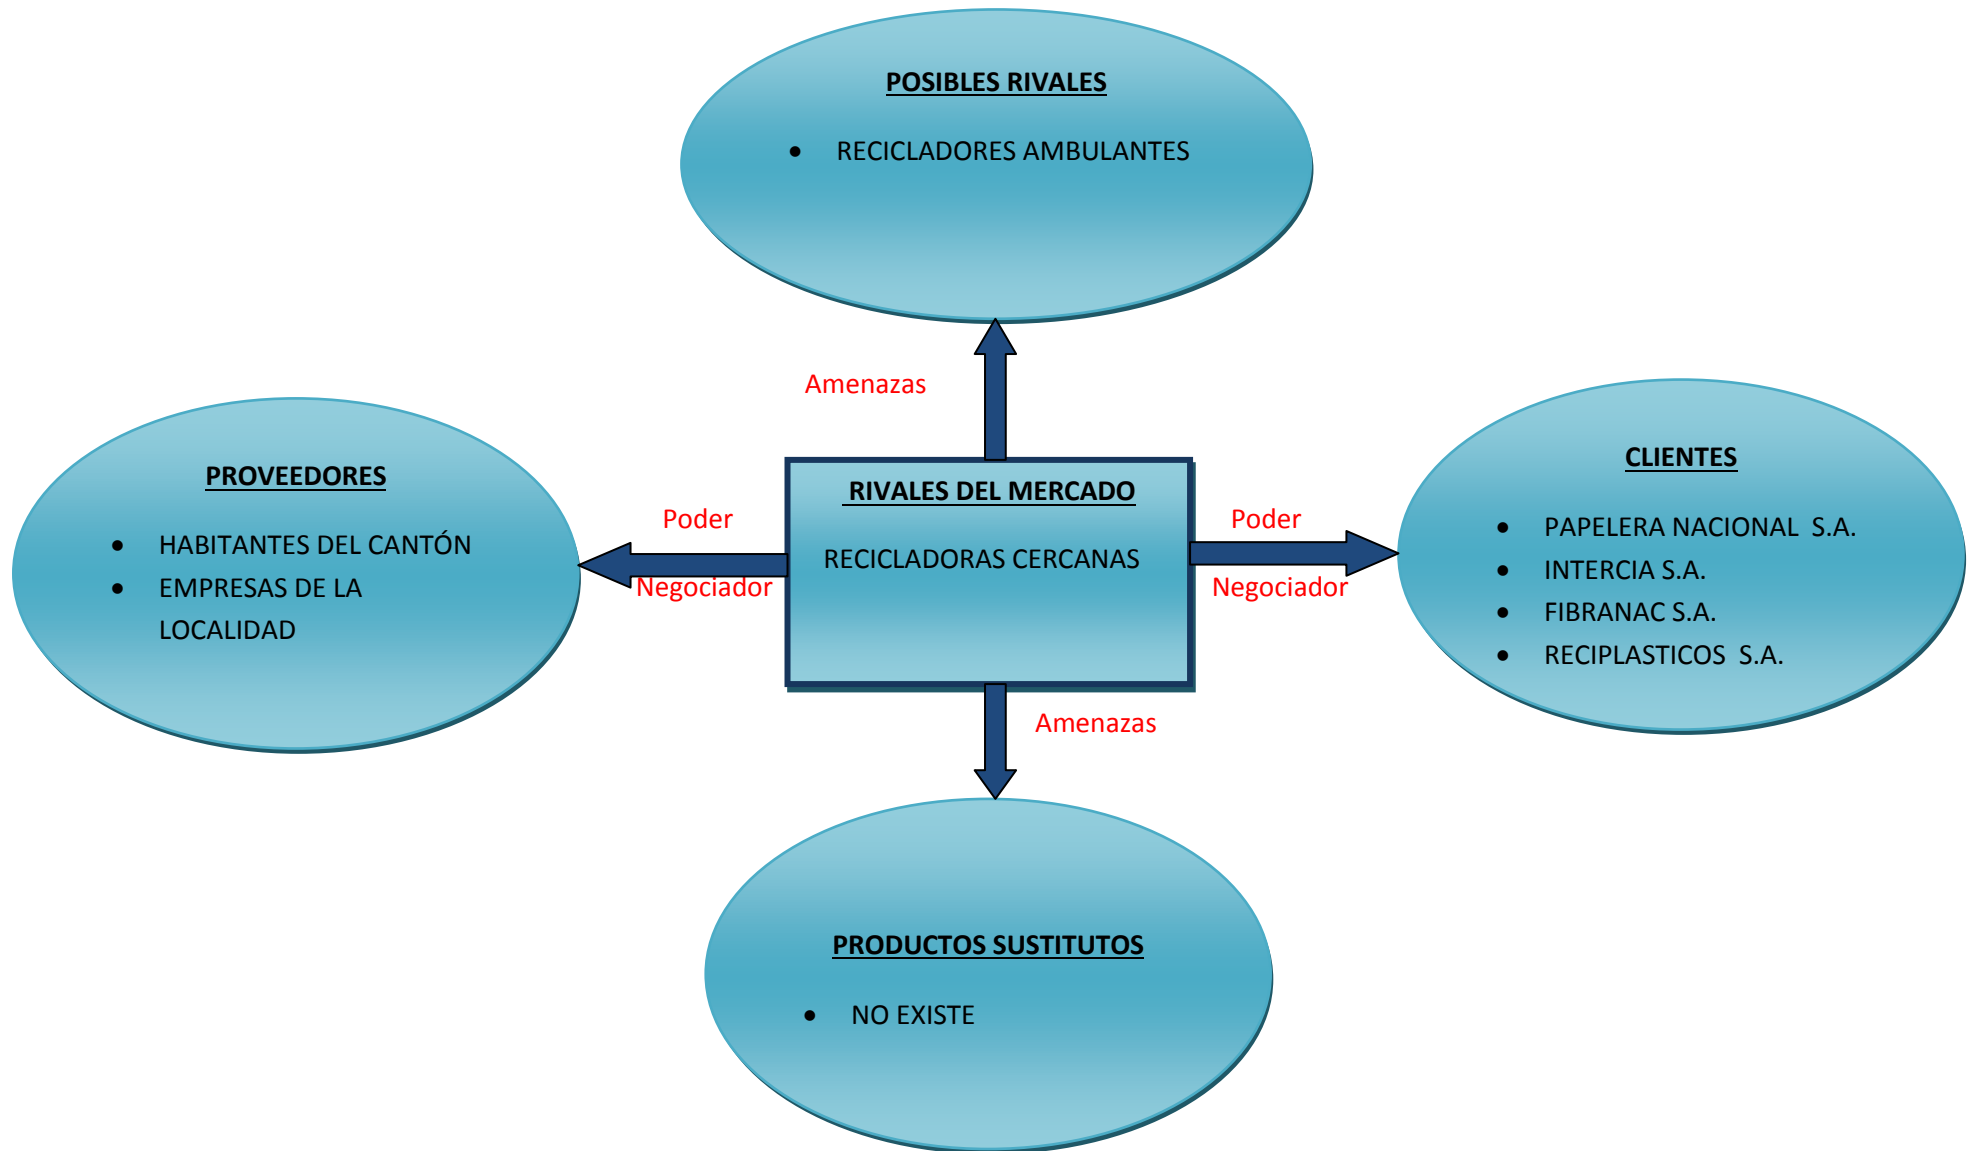 POSIBLES RIVALES
• RECICLADORES AMBULANTES
Amenazas
PROVEEDORES
• HABITANTES DEL CANTÓN
• EMPRESAS DE LA
LOCALIDAD
Poder
Negociador
RIVALES DEL MERCADO
RECICLADORAS CERCANAS
Poder
Negociador
CLIENTES
• PAPELERA NACIONAL S.A.
• INTERCIA S.A.
• FIBRANAC S.A.
• RECIPLASTICOS S.A.
Amenazas
PRODUCTOS SUSTITUTOS
• NO EXISTE